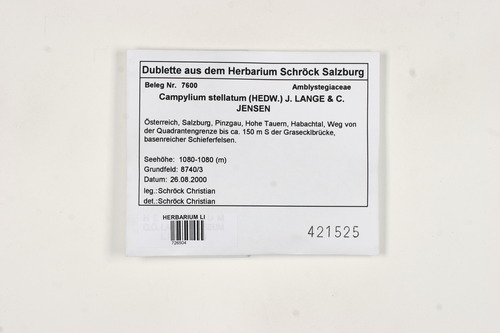 Dublette aus dem Herbarium Schröck Salzburg
Beleg Nr. 7600 Amblystegiaceae
Campylium stellatum (HEDW.) J. LANGE & C.
JENSEN
Österreich, Salzburg, Pinzgau, Hohe Tauern, Habachtal, Weg von
der Quadrantengrenze bis ca. 150 m S der Grasecklbrücke,
basenreicher Schieferfelsen.
Seehöhe: 1080-1080 (m)
Grundfeld: 8740/3
Datum: 26.08.2000
leg.:Schröck Christian
det.:Schröck Christian
HERBARIUM LI
726504
421525